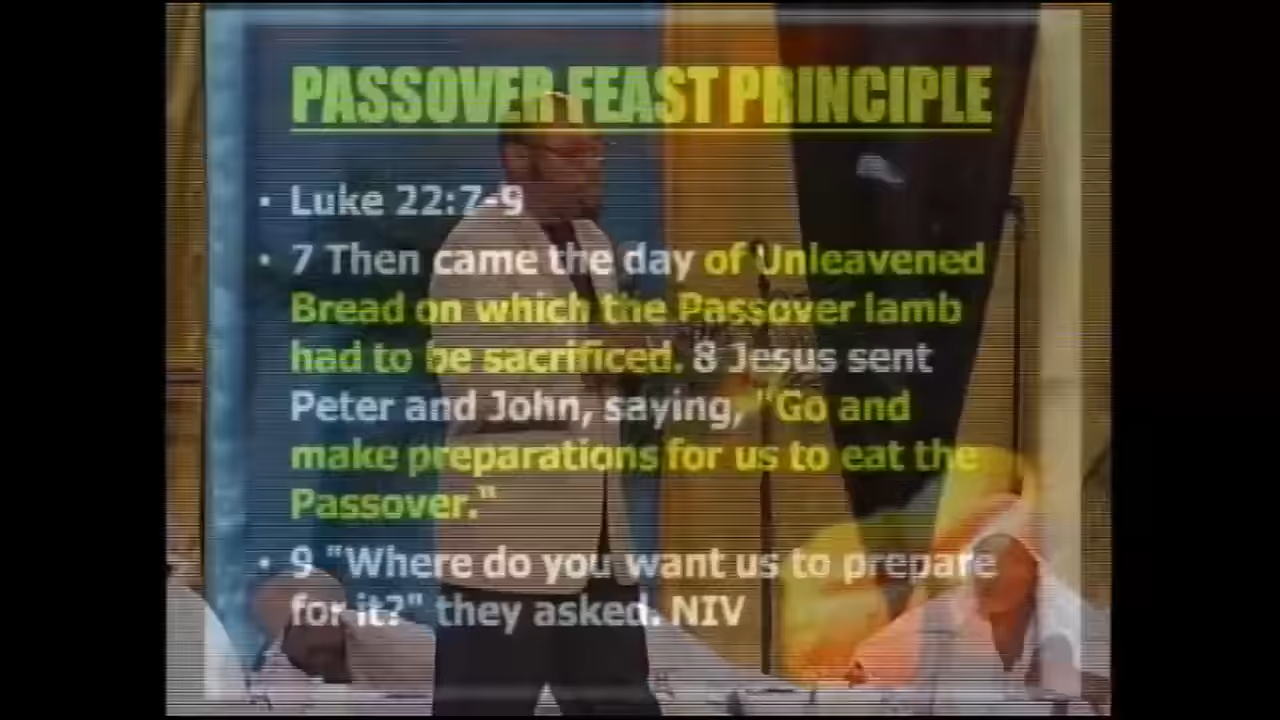 PASSOVER FEAST PRINCIPLE
• Luke 22:7-9
• 7 Then came the day of Unleavened
Bread on which the Passover lamb
had to be sacrificed. 8 Jesus sent
Peter and John, saying, "Go and
make preparations for us to eat the
Passover."
• 9 "Where do you want us to prepare
for it?" they asked. NIV